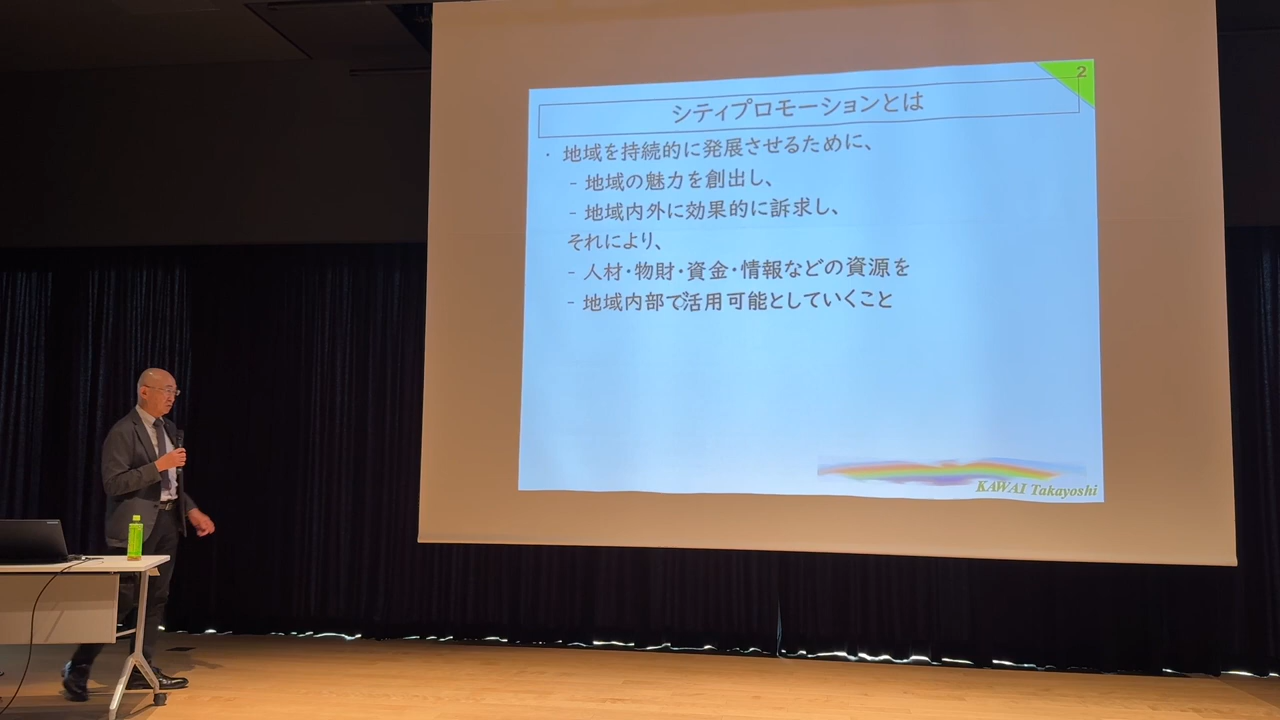 2
シティプロモーションとは
・ 地域を持続的に発展させるために、
– 地域の魅力を創出し、
– 地域内外に効果的に訴求し、
それにより、
– 人材・物財・資金・情報などの資源を
– 地域内部で活用可能としていくこと
KAWAI Takayoshi